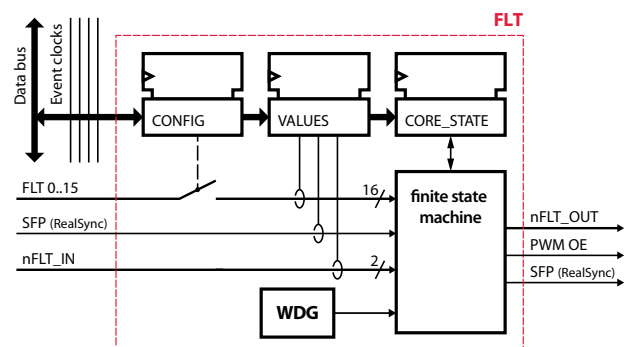 FLT
Data bus
Event clocks
CONFIG
VALUES
CORE_STATE
FLT 0..15
16
finite state
machine
SFP (RealSync)
nFLT_OUT
PWM OE
nFLT_IN
2
SFP (RealSync)
WDG